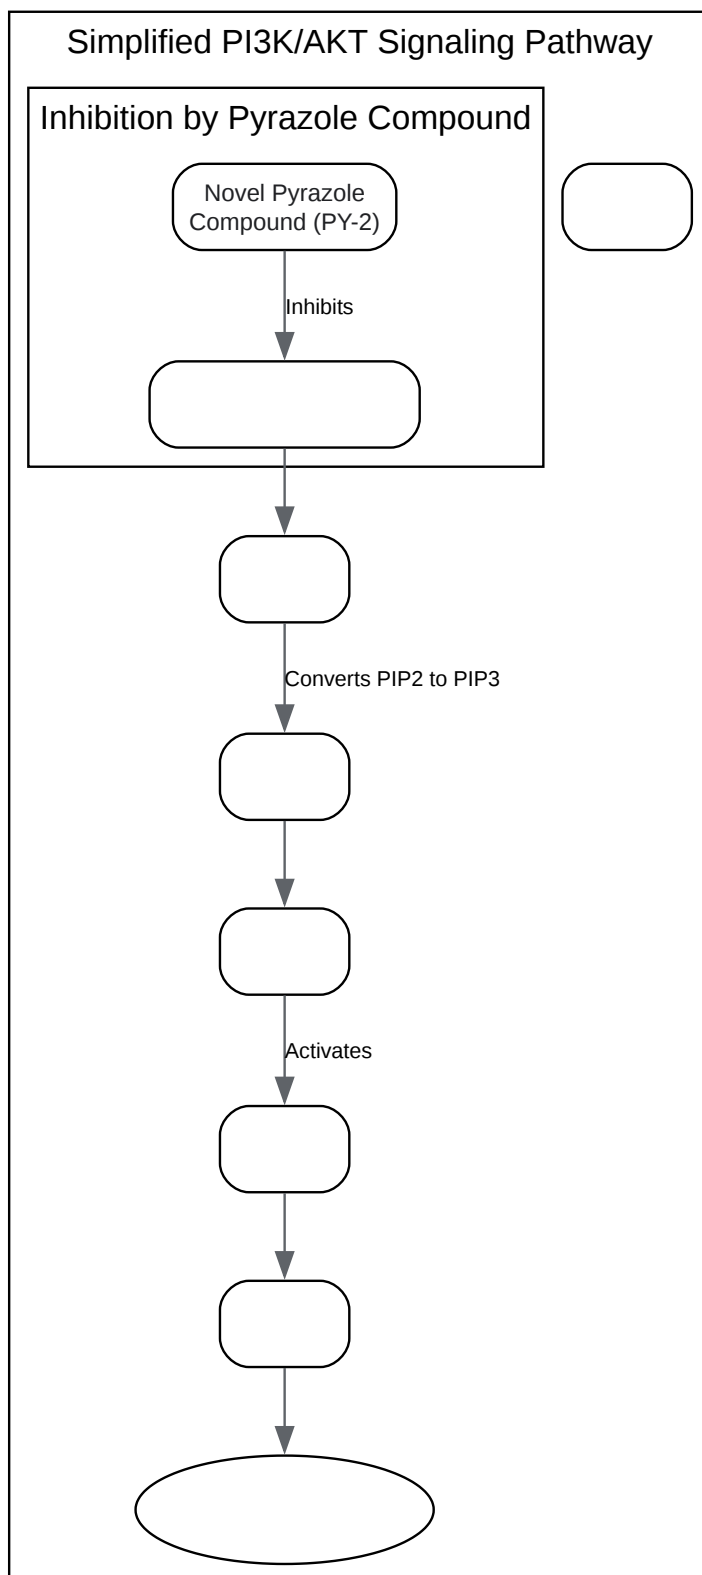 Simplified PI3K/AKT Signaling Pathway
Inhibition by Pyrazole Compound
Novel Pyrazole
Compound (PY-2)
Inhibits
Converts PIP2 to PIP3
Activates